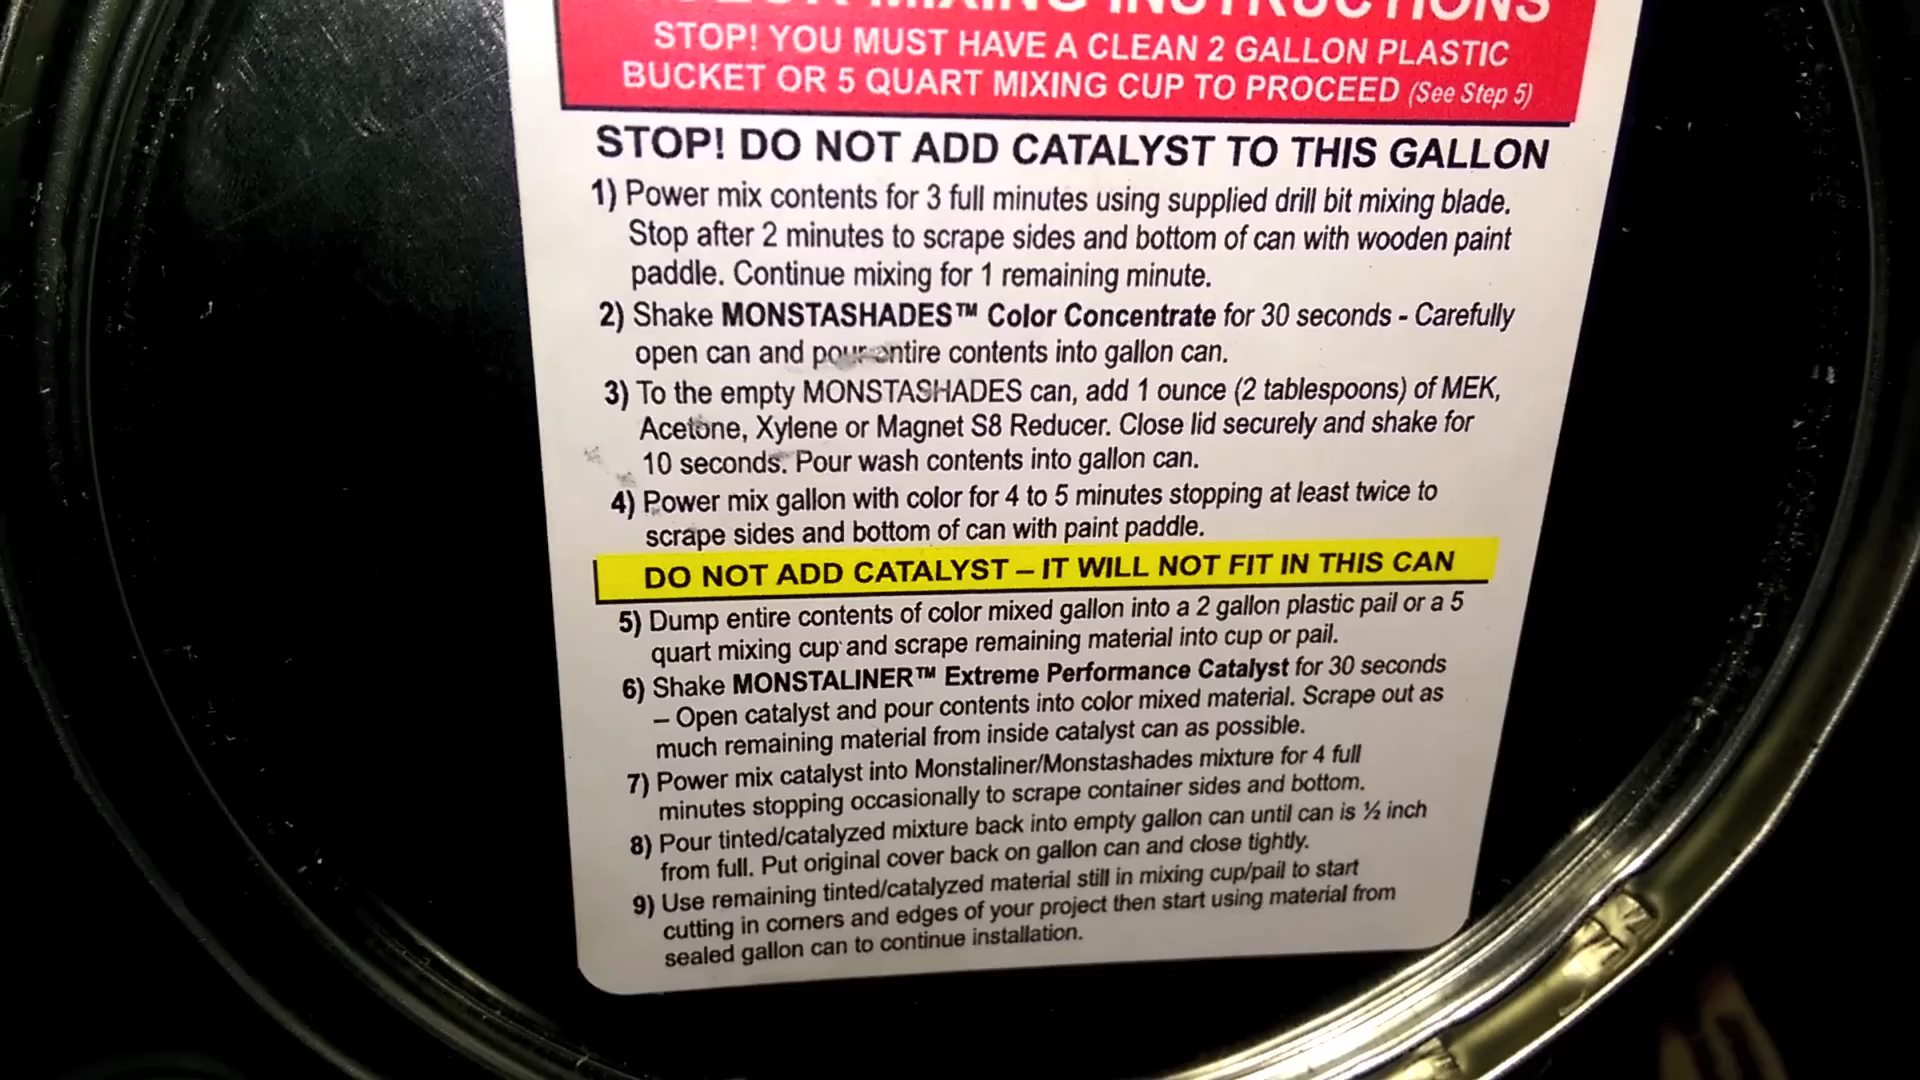 MIXING INSTRUCTIONS
STOP! YOU MUST HAVE A CLEAN 2 GALLON PLASTIC
BUCKET OR 5 QUART MIXING CUP TO PROCEED (See Step 5)
STOP! DO NOT ADD CATALYST TO THIS GALLON
1) Power mix contents for 3 full minutes using supplied drill bit mixing blade.
Stop after 2 minutes to scrape sides and bottom of can with wooden paint
paddle. Continue mixing for 1 remaining minute.
2) Shake MONSTASHADES™ Color Concentrate for 30 seconds - Carefully
open can and pour entire contents into gallon can.
3) To the empty MONSTASHADES can, add 1 ounce (2 tablespoons) of MEK,
Acetone, Xylene or Magnet S8 Reducer. Close lid securely and shake for
10 seconds. Pour wash contents into gallon can.
4) Power mix gallon with color for 4 to 5 minutes stopping at least twice to
scrape sides and bottom of can with paint paddle.
DO NOT ADD CATALYST – IT WILL NOT FIT IN THIS CAN
5) Dump entire contents of color mixed gallon into a 2 gallon plastic pail or a 5
quart mixing cup and scrape remaining material into cup or pail.
6) Shake MONSTALINER™ Extreme Performance Catalyst for 30 seconds
– Open catalyst and pour contents into color mixed material. Scrape out as
much remaining material from inside catalyst can as possible.
7) Power mix catalyst into Monstaliner/Monstashades mixture for 4 full
minutes stopping occasionally to scrape container sides and bottom.
8) Pour tinted/catalyzed mixture back into empty gallon can until can is ½ inch
from full. Put original cover back on gallon can and close tightly.
9) Use remaining tinted/catalyzed material still in mixing cup/pail to start
cutting in corners and edges of your project then start using material from
sealed gallon can to continue installation.